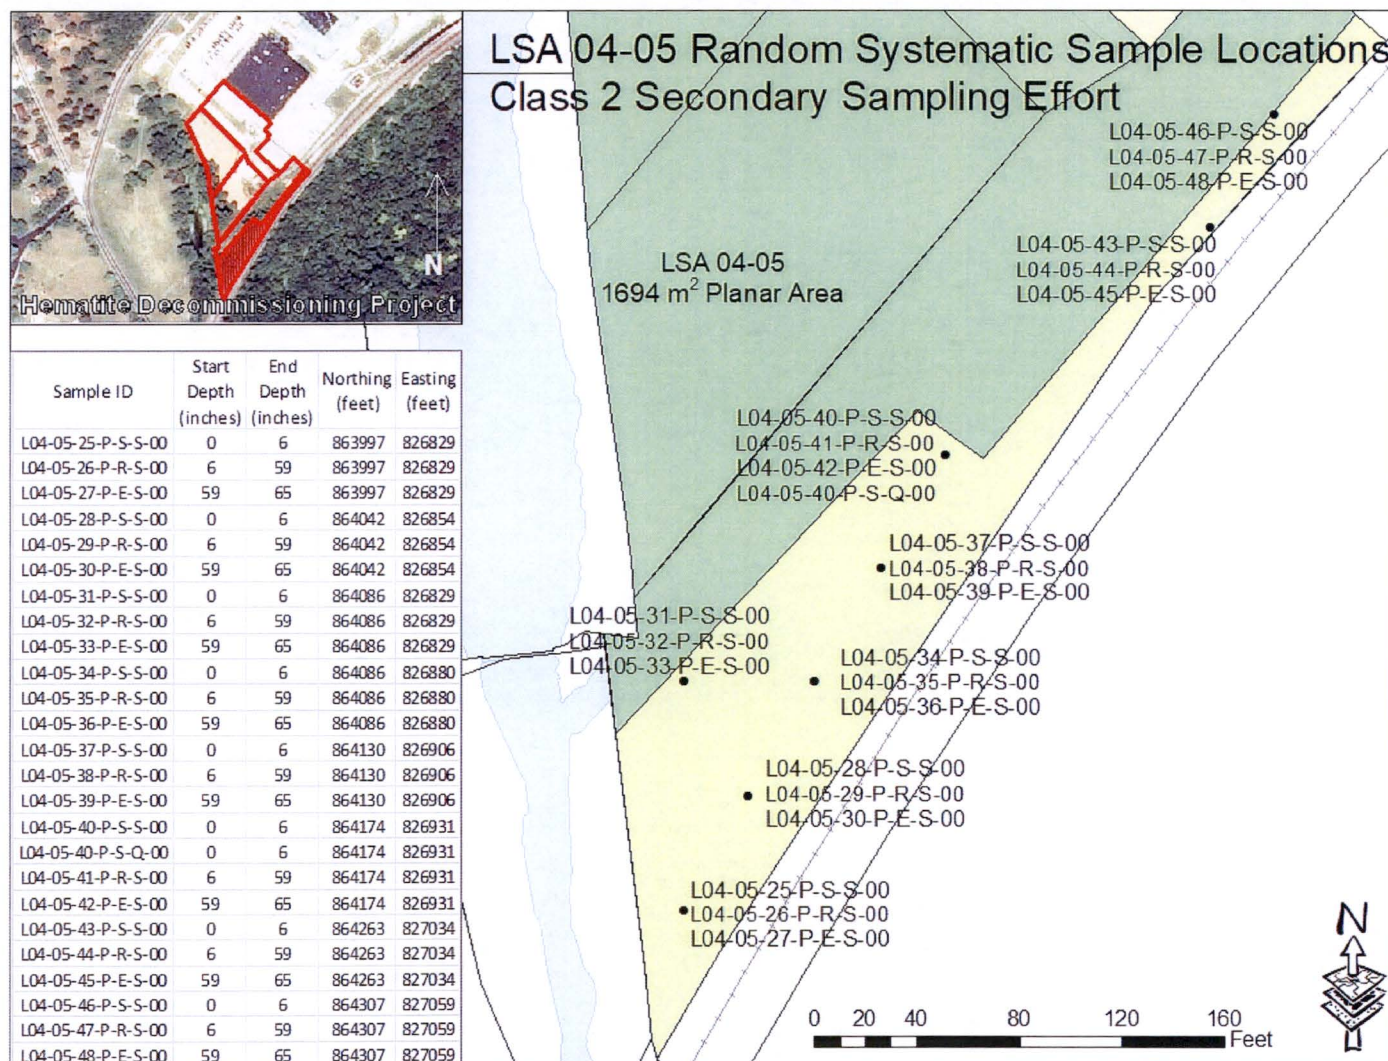 LSA 04-05 Random Systematic Sample Locations
Class 2 Secondary Sampling Effort
N
Hematite Decommissioning Project
Sample ID Start Depth (inches) End Depth (inches) Northing (feet) Easting (feet)
L04-05-25-P-S-S-00 0 6 863997 826829
L04-05-26-P-R-S-00 6 59 863997 826829
L04-05-27-P-E-S-00 59 65 863997 826829
L04-05-28-P-S-S-00 0 6 864042 826854
L04-05-29-P-R-S-00 6 59 864042 826854
L04-05-30-P-E-S-00 59 65 864042 826854
L04-05-31-P-S-S-00 0 6 864086 826829
L04-05-32-P-R-S-00 6 59 864086 826829
L04-05-33-P-E-S-00 59 65 864086 826829
L04-05-34-P-S-S-00 0 6 864086 826880
L04-05-35-P-R-S-00 6 59 864086 826880
L04-05-36-P-E-S-00 59 65 864086 826880
L04-05-37-P-S-S-00 0 6 864130 826906
L04-05-38-P-R-S-00 6 59 864130 826906
L04-05-39-P-E-S-00 59 65 864130 826906
L04-05-40-P-S-S-00 0 6 864174 826931
L04-05-40-P-S-Q-00 0 6 864174 826931
L04-05-41-P-R-S-00 6 59 864174 826931
L04-05-42-P-E-S-00 59 65 864174 826931
L04-05-43-P-S-S-00 0 6 864263 827034
L04-05-44-P-R-S-00 6 59 864263 827034
L04-05-45-P-E-S-00 59 65 864263 827034
L04-05-46-P-S-S-00 0 6 864307 827059
L04-05-47-P-R-S-00 6 59 864307 827059
L04-05-48-P-E-S-00 59 65 864307 827059
L04-05-46-P-S-S-00
L04-05-47-P-R-S-00
L04-05-48-P-E-S-00
L04-05-43-P-S-S-00
L04-05-44-P-R-S-00
L04-05-45-P-E-S-00
LSA 04-05
1694 m² Planar Area
L04-05-40-P-S-S-00
L04-05-41-P-R-S-00
L04-05-42-P-E-S-00
L04-05-40-P-S-Q-00
L04-05-37-P-S-S-00
L04-05-38-P-R-S-00
L04-05-39-P-E-S-00
L04-05-31-P-S-S-00
L04-05-32-P-R-S-00
L04-05-33-P-E-S-00
L04-05-34-P-S-S-00
L04-05-35-P-R-S-00
L04-05-36-P-E-S-00
L04-05-28-P-S-S-00
L04-05-29-P-R-S-00
L04-05-30-P-E-S-00
L04-05-25-P-S-S-00
L04-05-26-P-R-S-00
L04-05-27-P-E-S-00
N
0 20 40 80 120 160
Feet